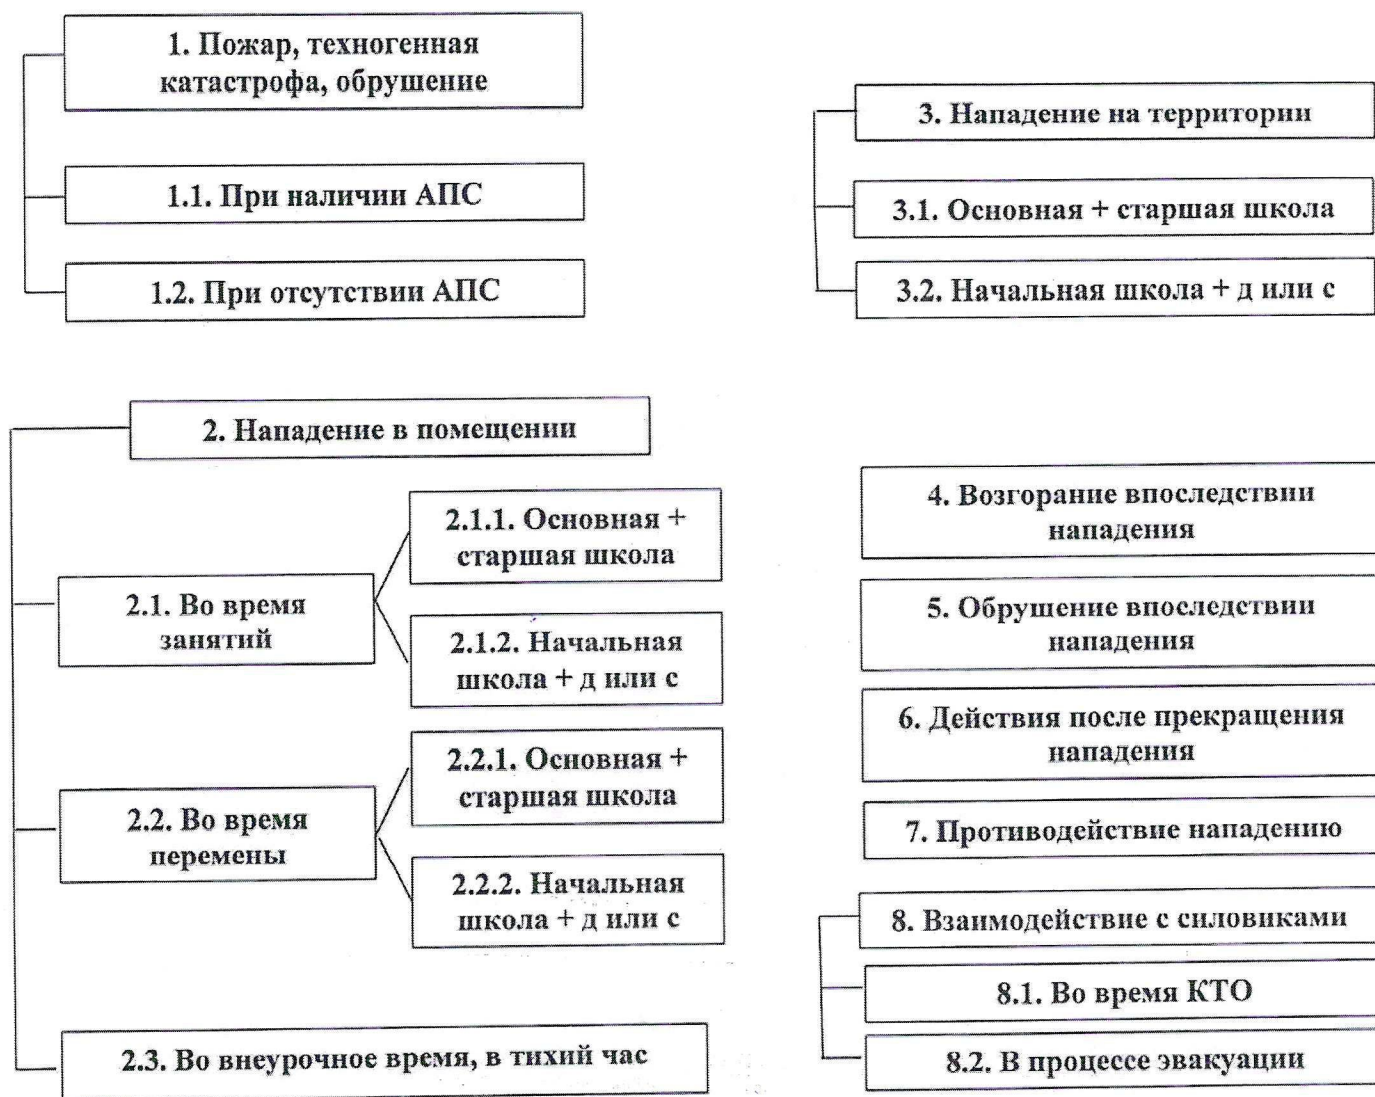 1. Пожар, техногенная
катастрофа, обрушение
1.1. При наличии АПС
1.2. При отсутствии АПС
2. Нападение в помещении
2.1. Во время
занятий
2.1.1. Основная +
старшая школа
2.1.2. Начальная
школа + д или с
2.2. Во время
перемены
2.2.1. Основная +
старшая школа
2.2.2. Начальная
школа + д или с
2.3. Во внеурочное время, в тихий час
3. Нападение на территории
3.1. Основная + старшая школа
3.2. Начальная школа + д или с
4. Возгорание впоследствии
нападения
5. Обрушение впоследствии
нападения
6. Действия после прекращения
нападения
7. Противодействие нападению
8. Взаимодействие с силовиками
8.1. Во время КТО
8.2. В процессе эвакуации